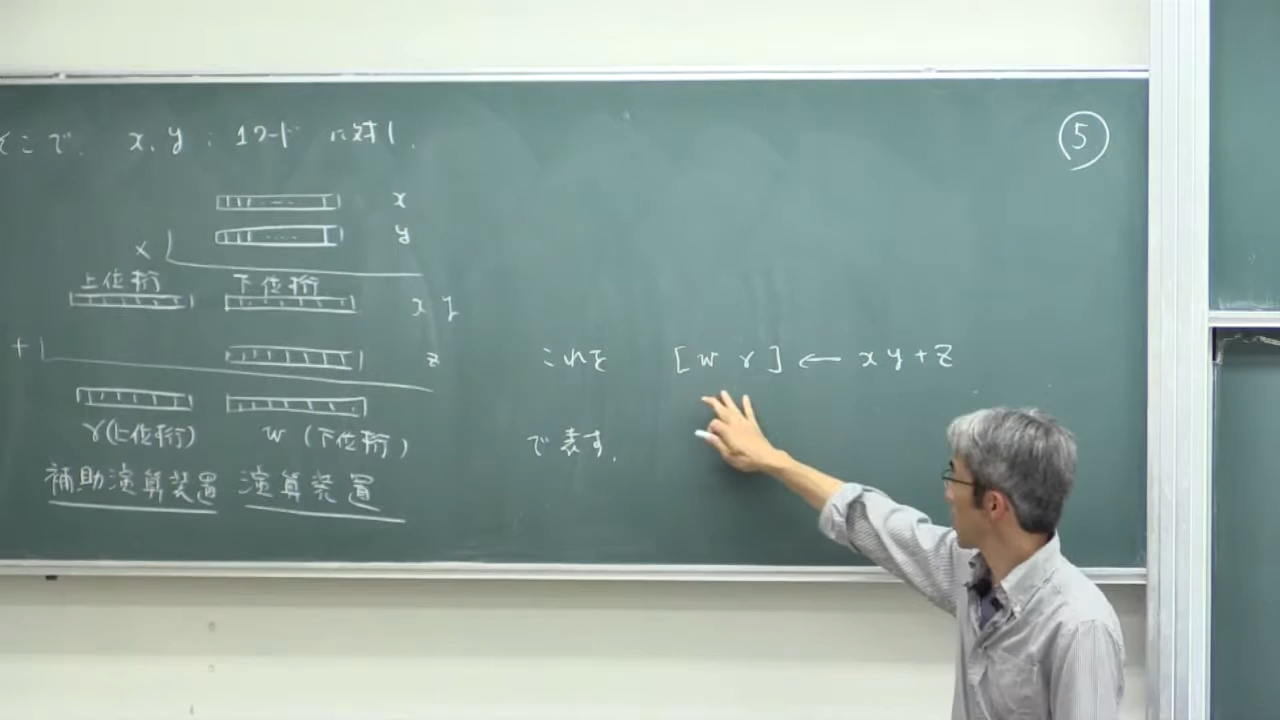 そこで、 x, y : 1ワード に対し、
⑤
x
× y
上位桁 下位桁
x y
+ z
これを [ w r ] ← x y + z
r (上位桁) w (下位桁)
で表す.
補助演算装置 演算装置